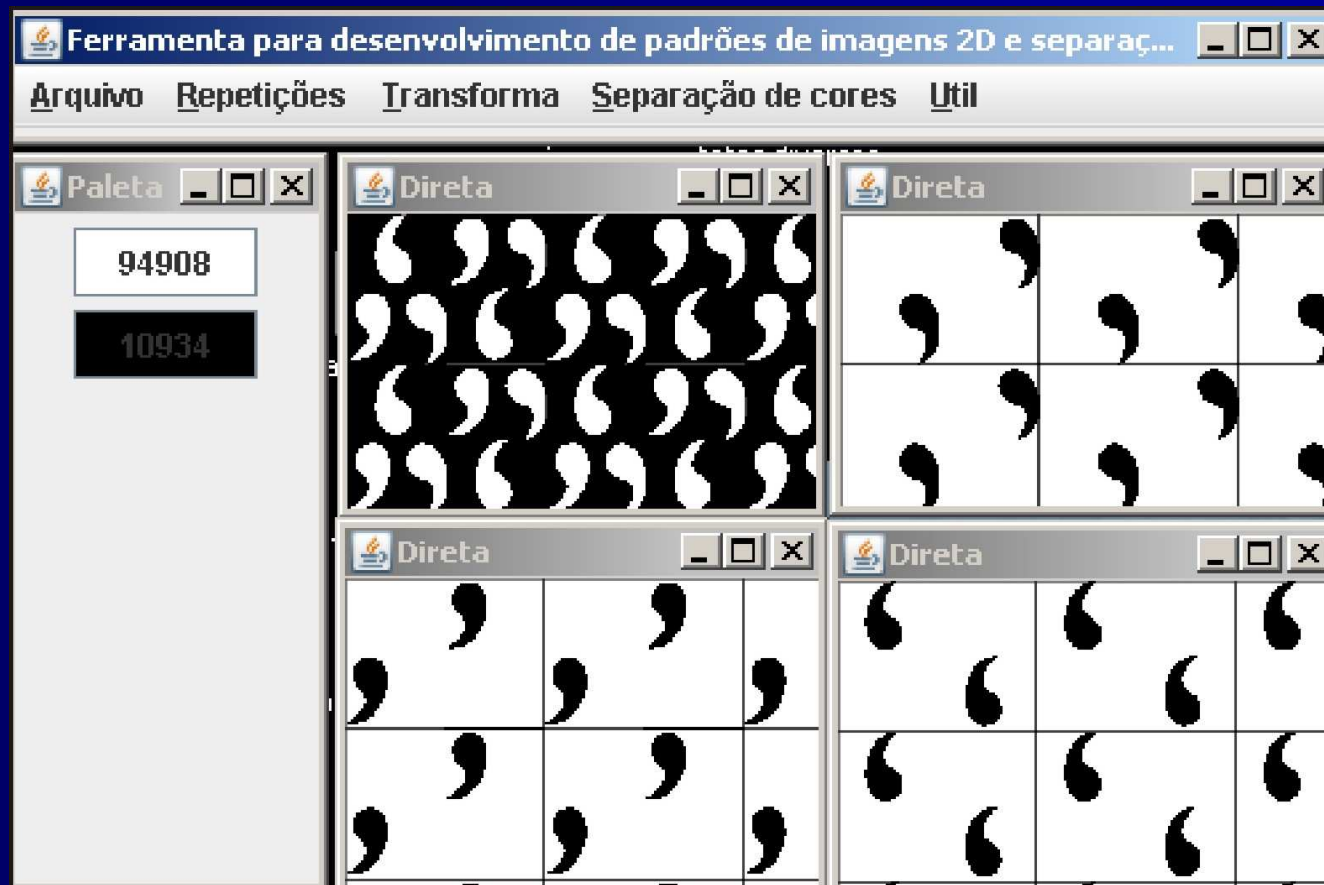 Ferramenta para desenvolvimento de padrões de imagens 2D e separaç...
Arquivo Repetições Transforma Separação de cores Util
Paleta
94908
10934
Direta
Direta
Direta
Direta